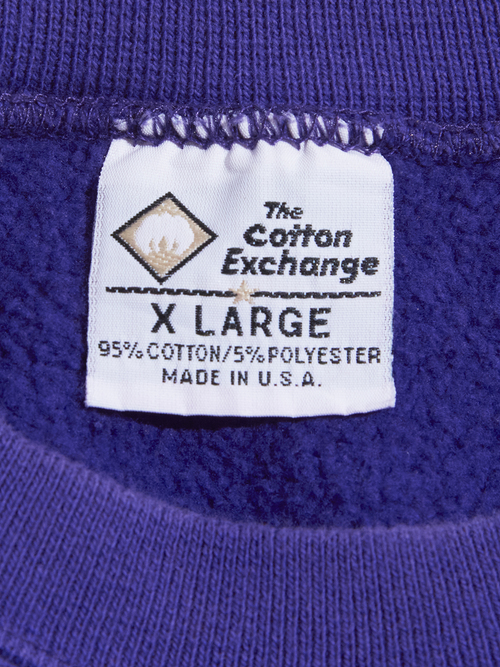 The
Cotton
Exchange
X LARGE
95% COTTON/5% POLYESTER
MADE IN U.S.A.